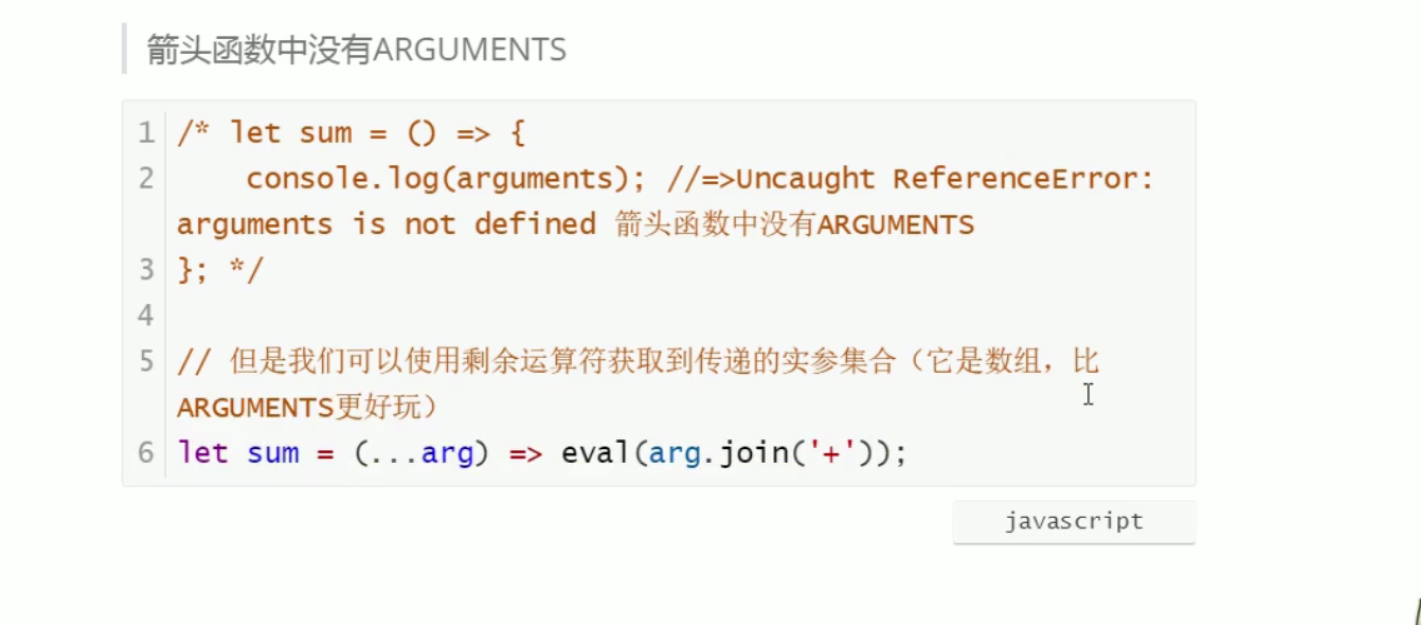 箭头函数中没有ARGUMENTS
1 /* let sum = () => {
2     console.log(arguments); //=>Uncaught ReferenceError:
arguments is not defined 箭头函数中没有ARGUMENTS
3 }; */
4
5 // 但是我们可以使用剩余运算符获取到传递的实参集合（它是数组，比
ARGUMENTS更好玩）
6 let sum = (...arg) => eval(arg.join('+'));
javascript